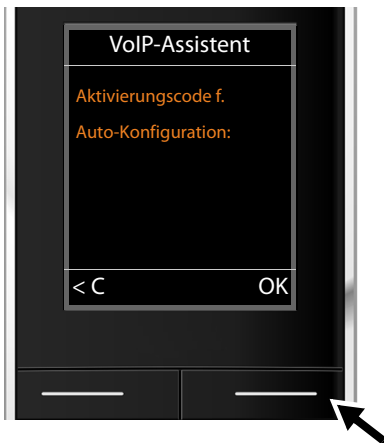 VoIP-Assistent
Aktivierungscode f.
Auto-Konfiguration:
< C OK